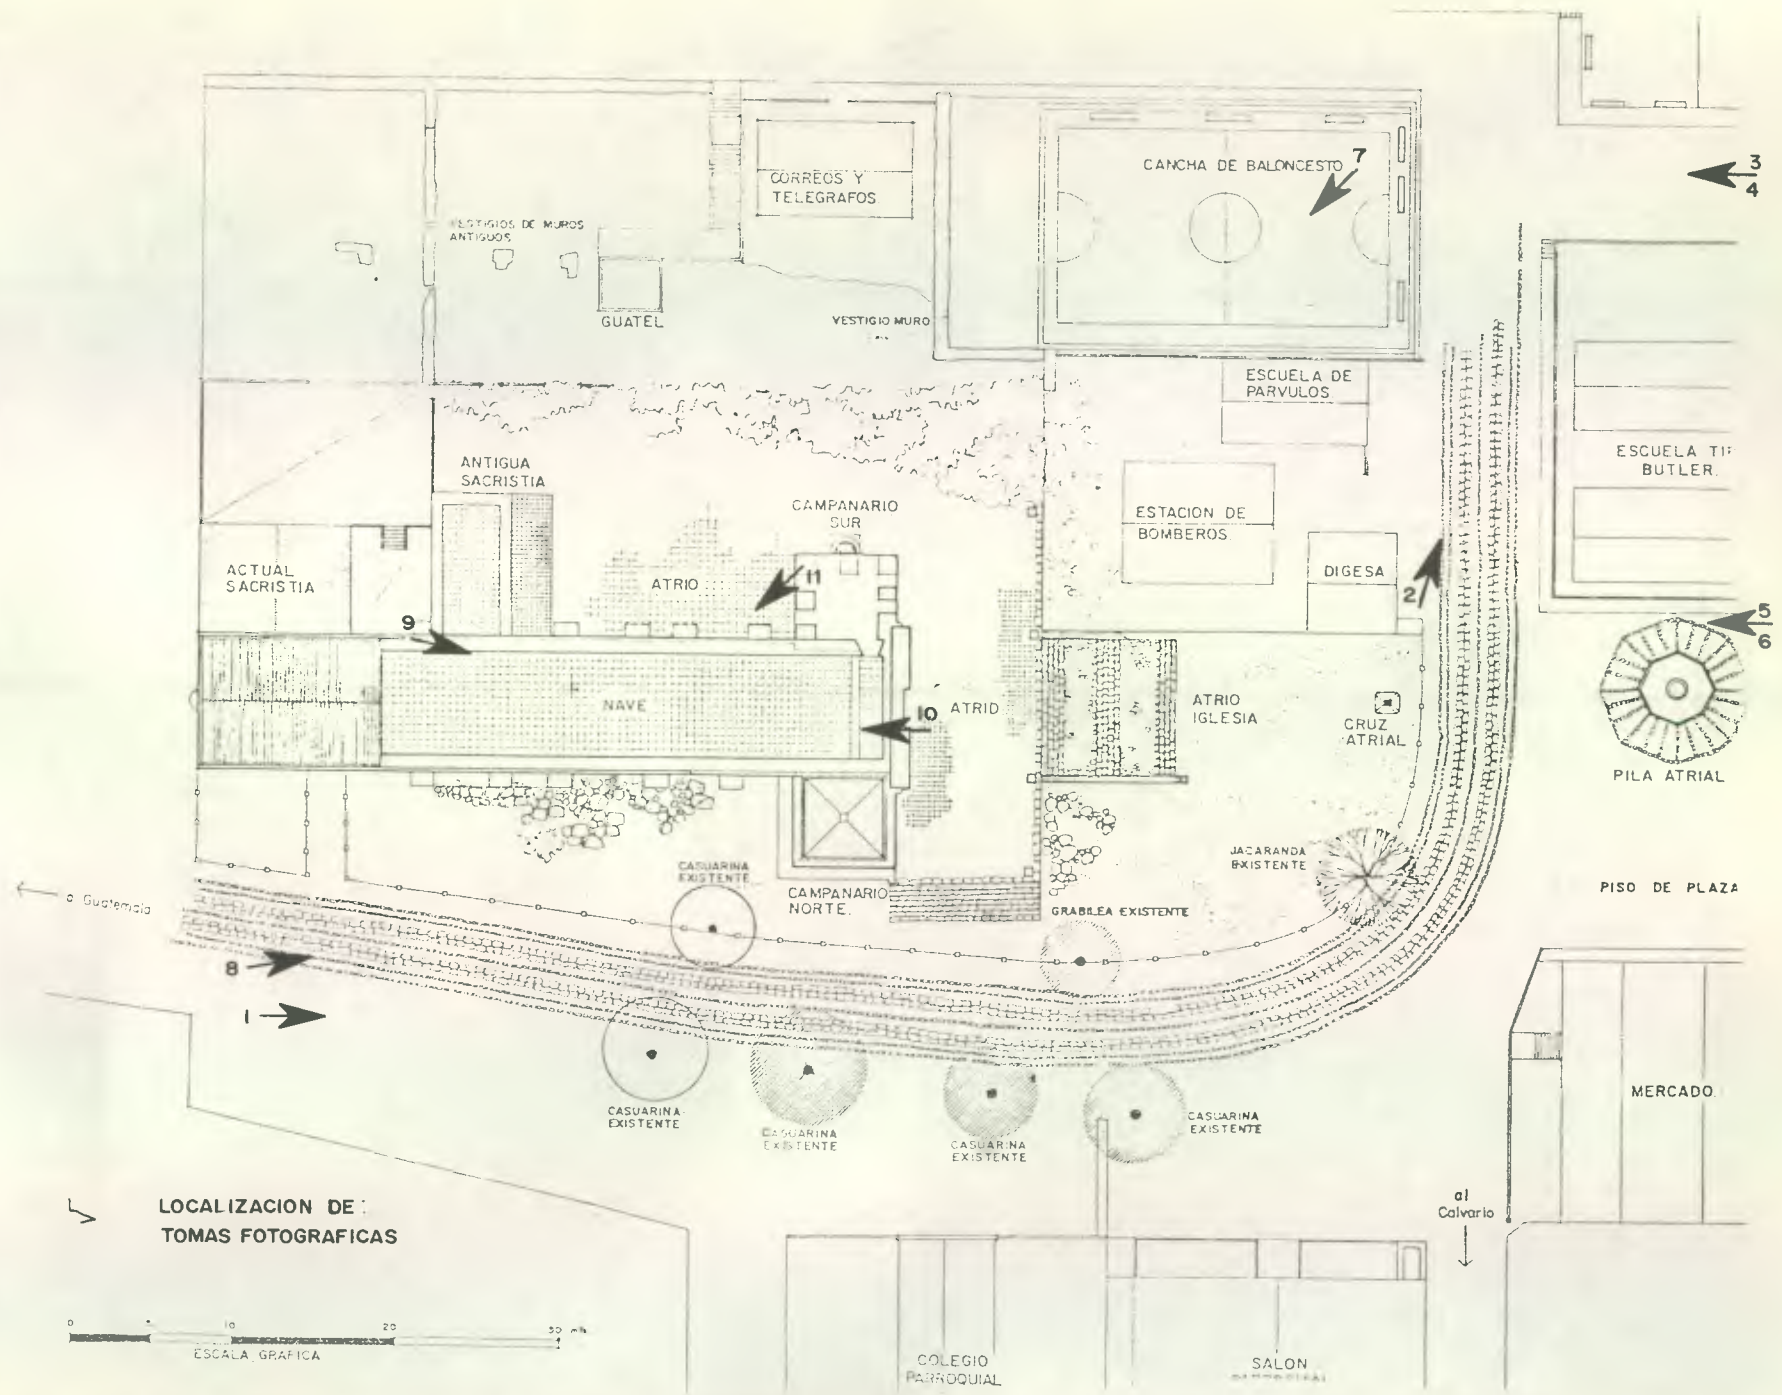 CANCHA DE BALONCESTO
7
3
4
CORREOS Y
TELEGRAFOS
VESTIGIOS DE MUROS
ANTIGUOS
GUATEL
VESTIGIO MURO
ESCUELA DE
PARVULOS
ESCUELA
BUTLER.
ANTIGUA
SACRISTIA
CAMPANARIO
SUR
ESTACION DE
BOMBEROS
ACTUAL
SACRISTIA
ATRIO
11
DIGESA
2
5
6
9
NAVE
10
ATRIO
ATRIO
IGLESIA
CRUZ
ATRIAL
PILA ATRIAL
JACARANDA
EXISTENTE
CASUARINA
EXISTENTE
CAMPANARIO
NORTE.
GRABILEA EXISTENTE
PISO DE PLAZA
a Guatemala
8
1
MERCADO
CASUARINA
EXISTENTE
CASUARINA
EXISTENTE
CASUARINA
EXISTENTE
CASUARINA
EXISTENTE
al
Calvario
LOCALIZACION DE:
TOMAS FOTOGRAFICAS
0 5 10 20 30 mts
ESCALA GRAFICA
COLEGIO
PARROQUIAL
SALON